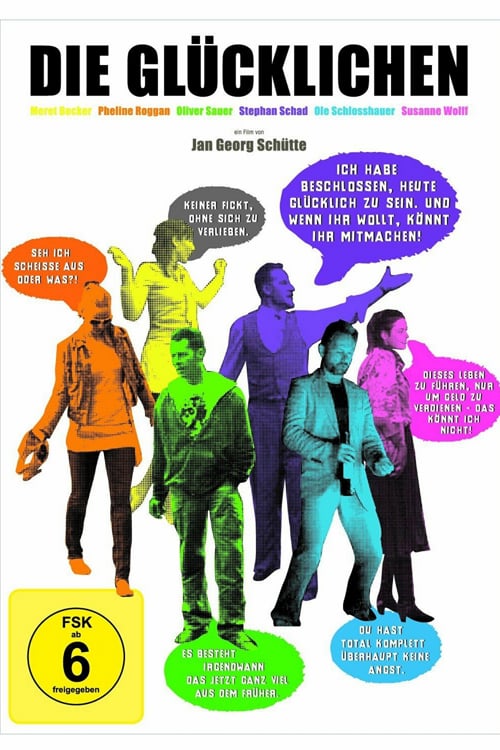 DIE GLÜCKLICHEN
Meret Becker Pheline Roggan Oliver Sauer Stephan Schad Ole Schlosshauer Susanne Wolff
ein Film von
Jan Georg Schütte
ICH HABE
BESCHLOSSEN, HEUTE
GLÜCKLICH ZU SEIN. UND
WENN IHR WOLLT, KÖNNT
IHR MITMACHEN!
KEINER FICKT,
OHNE SICH ZU
VERLIEBEN.
SEH ICH
SCHEISSE AUS
ODER WAS?!
DIESES LEBEN
ZU FÜHREN, NUR
UM GELD ZU
VERDIENEN - DAS
KÖNNT ICH
NICHT!
FSK
ab
6
freigegeben
ES BESTEHT
IRGENDWANN
DAS JETZT GANZ VIEL
AUS DEM FRÜHER.
DU HAST
TOTAL KOMPLETT
ÜBERHAUPT KEINE
ANGST.